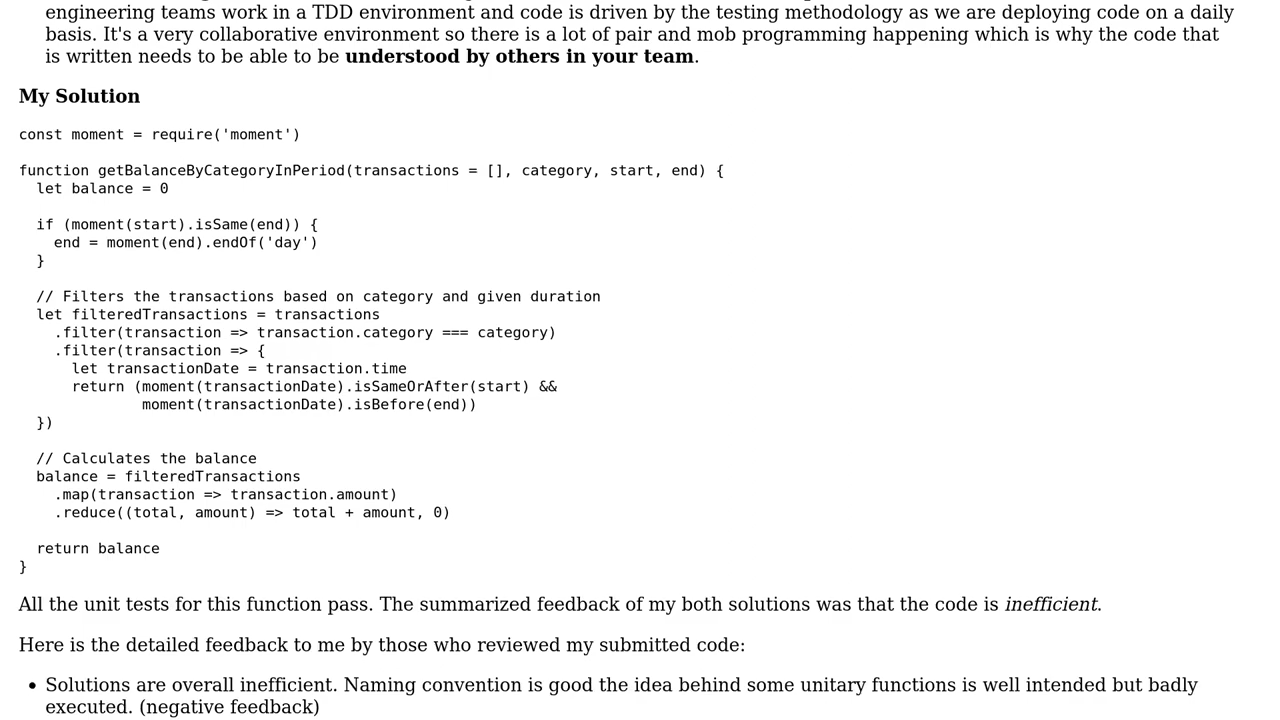 engineering teams work in a TDD environment and code is driven by the testing methodology as we are deploying code on a daily
basis. It's a very collaborative environment so there is a lot of pair and mob programming happening which is why the code that
is written needs to be able to be understood by others in your team.
My Solution
const moment = require('moment')
function getBalanceByCategoryInPeriod(transactions = [], category, start, end) {
  let balance = 0
  if (moment(start).isSame(end)) {
    end = moment(end).endOf('day')
  }
  // Filters the transactions based on category and given duration
  let filteredTransactions = transactions
    .filter(transaction => transaction.category === category)
    .filter(transaction => {
      let transactionDate = transaction.time
      return (moment(transactionDate).isSameOrAfter(start) &&
              moment(transactionDate).isBefore(end))
  })
  // Calculates the balance
  balance = filteredTransactions
    .map(transaction => transaction.amount)
    .reduce((total, amount) => total + amount, 0)
  return balance
}
All the unit tests for this function pass. The summarized feedback of my both solutions was that the code is inefficient.
Here is the detailed feedback to me by those who reviewed my submitted code:
• Solutions are overall inefficient. Naming convention is good the idea behind some unitary functions is well intended but badly
executed. (negative feedback)